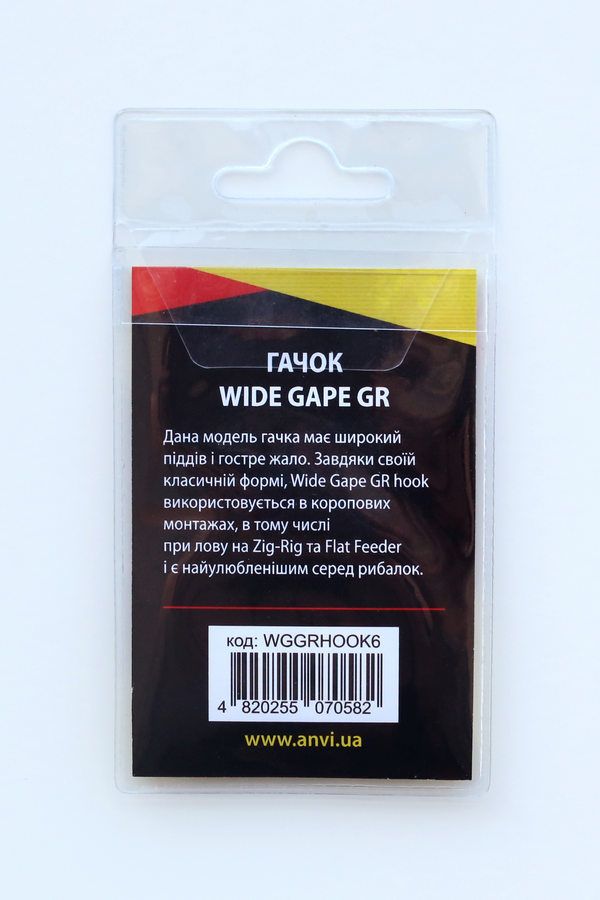 ГАЧОК
WIDE GAPE GR
Дана модель гачка має широкий
піддів і гостре жало. Завдяки своїй
класичній формі, Wide Gape GR hook
використовується в коропових
монтажах, в тому числі
при лову на Zig-Rig та Flat Feeder
і є найулюбленішим серед рибалок.
код: WGGRHOOK6
4 820255 070582
www.anvi.ua